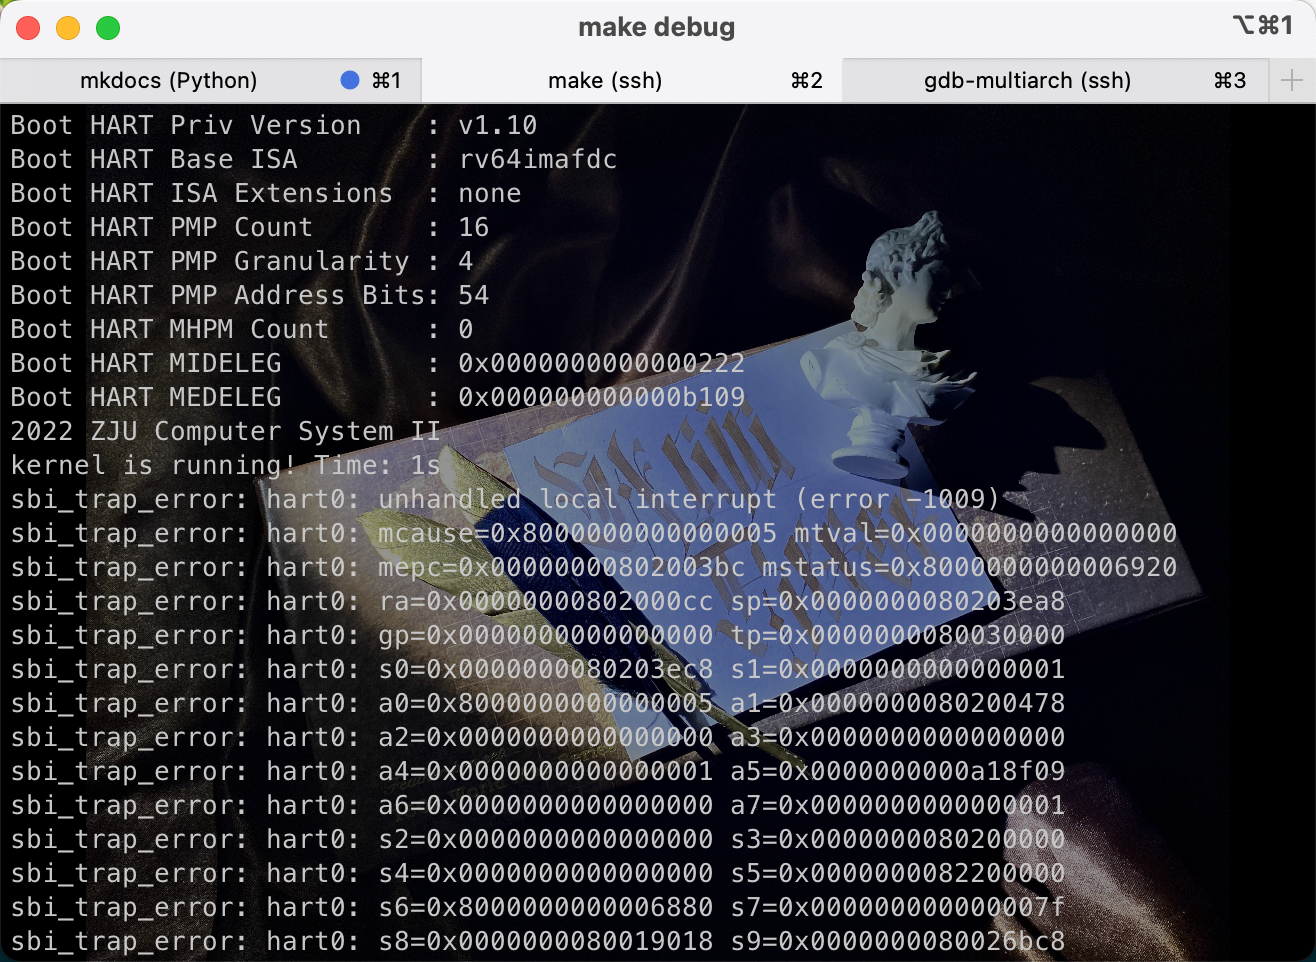 make debug
⌥⌘1
mkdocs (Python) ⌘1
make (ssh) ⌘2
gdb-multiarch (ssh) ⌘3
Boot HART Priv Version    : v1.10
Boot HART Base ISA        : rv64imafdc
Boot HART ISA Extensions  : none
Boot HART PMP Count       : 16
Boot HART PMP Granularity : 4
Boot HART PMP Address Bits: 54
Boot HART MHPM Count      : 0
Boot HART MIDELEG         : 0x0000000000000222
Boot HART MEDELEG         : 0x000000000000b109
2022 ZJU Computer System II
kernel is running! Time: 1s
sbi_trap_error: hart0: unhandled local interrupt (error -1009)
sbi_trap_error: hart0: mcause=0x8000000000000005 mtval=0x0000000000000000
sbi_trap_error: hart0: mepc=0x00000000802003bc mstatus=0x8000000000006920
sbi_trap_error: hart0: ra=0x00000000802000cc sp=0x0000000080203ea8
sbi_trap_error: hart0: gp=0x0000000000000000 tp=0x0000000080030000
sbi_trap_error: hart0: s0=0x0000000080203ec8 s1=0x0000000000000001
sbi_trap_error: hart0: a0=0x8000000000000005 a1=0x0000000080200478
sbi_trap_error: hart0: a2=0x0000000000000000 a3=0x0000000000000000
sbi_trap_error: hart0: a4=0x0000000000000001 a5=0x0000000000a18f09
sbi_trap_error: hart0: a6=0x0000000000000000 a7=0x0000000000000001
sbi_trap_error: hart0: s2=0x0000000000000000 s3=0x0000000080200000
sbi_trap_error: hart0: s4=0x0000000000000000 s5=0x0000000082200000
sbi_trap_error: hart0: s6=0x8000000000006880 s7=0x000000000000007f
sbi_trap_error: hart0: s8=0x0000000080019018 s9=0x0000000080026bc8